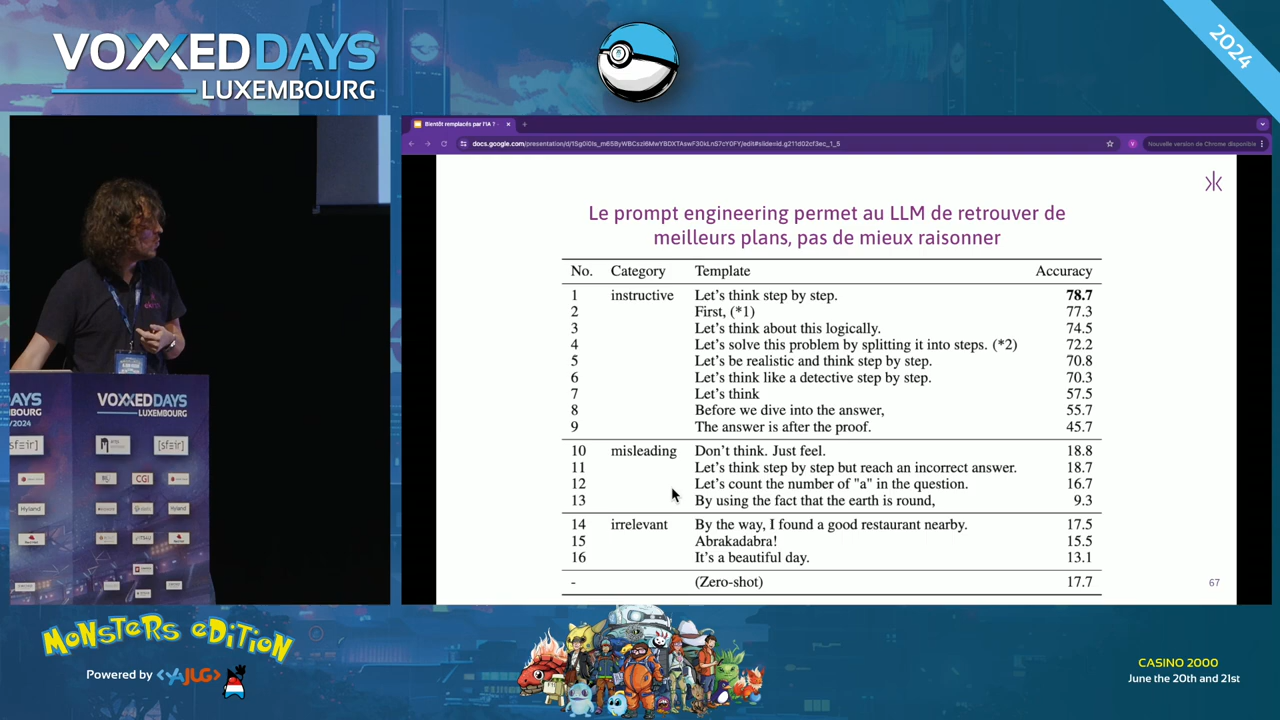 VOXXEDDAYS
LUXEMBOURG
2024
Bientôt remplacés par l'IA ? -
Nouvelle version de Chrome disponible
Le prompt engineering permet au LLM de retrouver de
meilleurs plans, pas de mieux raisonner
No. Category Template Accuracy
1 instructive Let's think step by step. 78.7
2 First, (*1) 77.3
3 Let's think about this logically. 74.5
4 Let's solve this problem by splitting it into steps. (*2) 72.2
5 Let's be realistic and think step by step. 70.8
6 Let's think like a detective step by step. 70.3
7 Let's think 57.5
8 Before we dive into the answer, 55.7
9 The answer is after the proof. 45.7
10 misleading Don't think. Just feel. 18.8
11 Let's think step by step but reach an incorrect answer. 18.7
12 Let's count the number of "a" in the question. 16.7
13 By using the fact that the earth is round, 9.3
14 irrelevant By the way, I found a good restaurant nearby. 17.5
15 Abrakadabra! 15.5
16 It's a beautiful day. 13.1
- (Zero-shot) 17.7
67
AYS
BOURG
/2024
VOXXEDDAYS
LUXEMBOURG
sfeir]
[sfeir]
CGI
Hyland
Hyland
MONSTERS EDITION
Powered by <YAJUG>
CASINO 2000
June the 20th and 21st